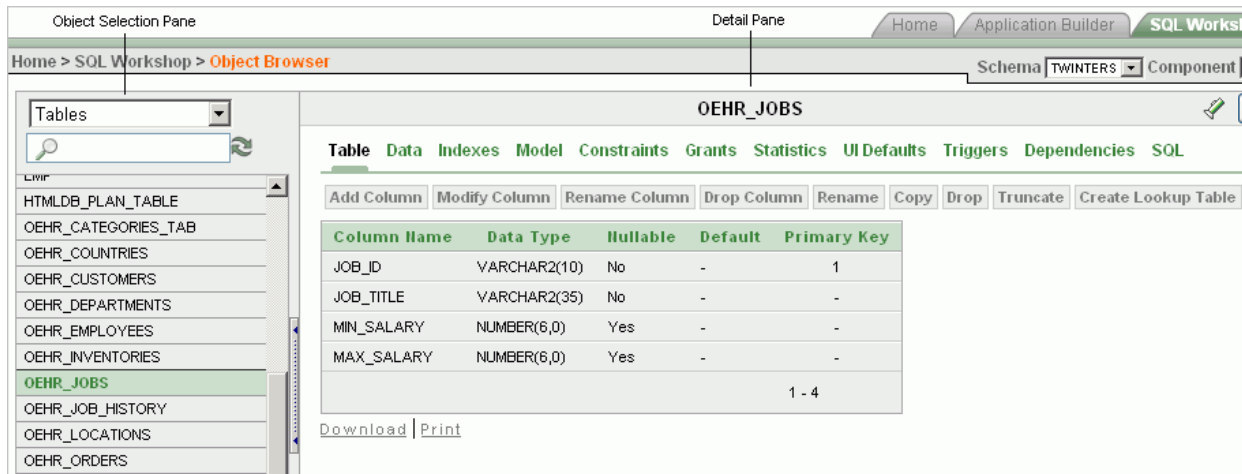 Object Selection Pane
Detail Pane
Home Application Builder SQL Works
Home > SQL Workshop > Object Browser
Schema TWINTERS Component
Tables
OEHR_JOBS
Table Data Indexes Model Constraints Grants Statistics UI Defaults Triggers Dependencies SQL
Add Column Modify Column Rename Column Drop Column Rename Copy Drop Truncate Create Lookup Table
EMP
HTMLDB_PLAN_TABLE
OEHR_CATEGORIES_TAB
OEHR_COUNTRIES
OEHR_CUSTOMERS
OEHR_DEPARTMENTS
OEHR_EMPLOYEES
OEHR_INVENTORIES
OEHR_JOBS
OEHR_JOB_HISTORY
OEHR_LOCATIONS
OEHR_ORDERS
Column Name Data Type Nullable Default Primary Key
JOB_ID VARCHAR2(10) No - 1
JOB_TITLE VARCHAR2(35) No - -
MIN_SALARY NUMBER(6,0) Yes - -
MAX_SALARY NUMBER(6,0) Yes - -
1 - 4
Download | Print